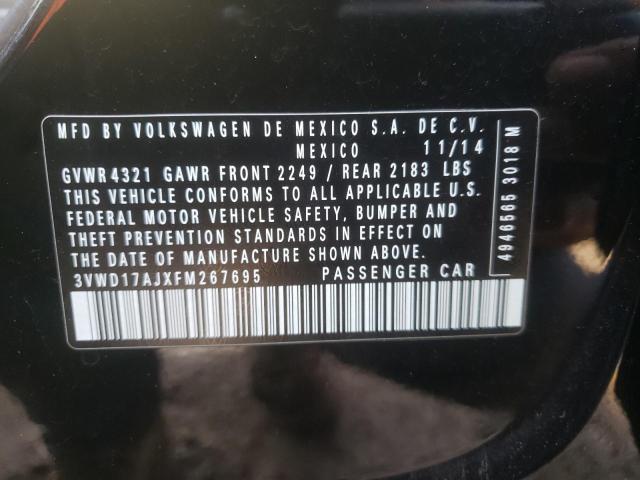 MFD BY VOLKSWAGEN DE MEXICO S.A. DE C.V.
MEXICO 11/14
GVWR 4321 GAWR FRONT 2249 / REAR 2183 LBS
THIS VEHICLE CONFORMS TO ALL APPLICABLE U.S.
FEDERAL MOTOR VEHICLE SAFETY, BUMPER AND
THEFT PREVENTION STANDARDS IN EFFECT ON
THE DATE OF MANUFACTURE SHOWN ABOVE.
3VWD17AJXFM267695 PASSENGER CAR
4946565 3018 M